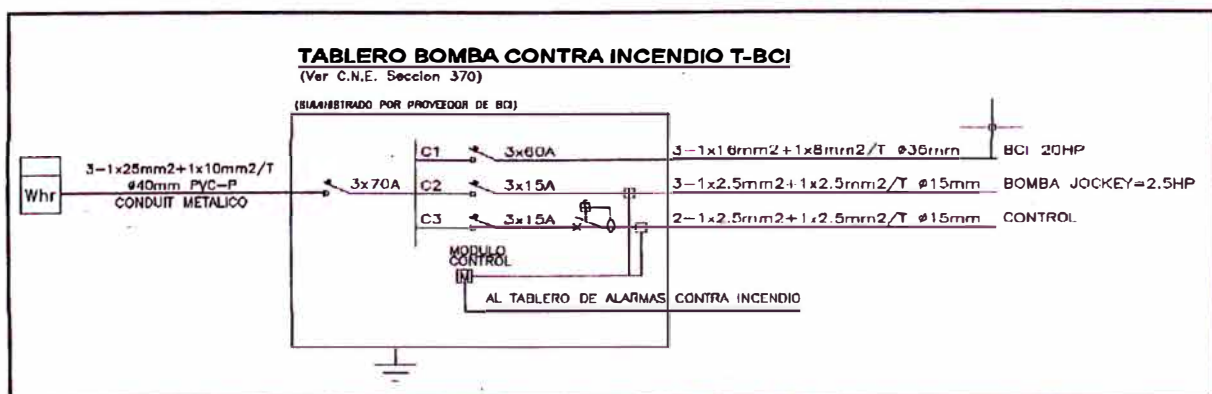 TABLERO BOMBA CONTRA INCENDIO T-BCI
(Ver C.N.E. Seccion 370)
(SUMINISTRADO POR PROVEEDOR DE BCI)
Whr
3-1x25mm2+1x10mm2/T
ø40mm PVC-P
CONDUIT METALICO
3x70A
C1 3x60A 3-1x16mm2+1x8mm2/T ø35mm BCI 20HP
C2 3x15A 3-1x2.5mm2+1x2.5mm2/T ø15mm BOMBA JOCKEY=2.5HP
C3 3x15A 2-1x2.5mm2+1x2.5mm2/T ø15mm CONTROL
MODULO
CONTROL
M
AL TABLERO DE ALARMAS CONTRA INCENDIO